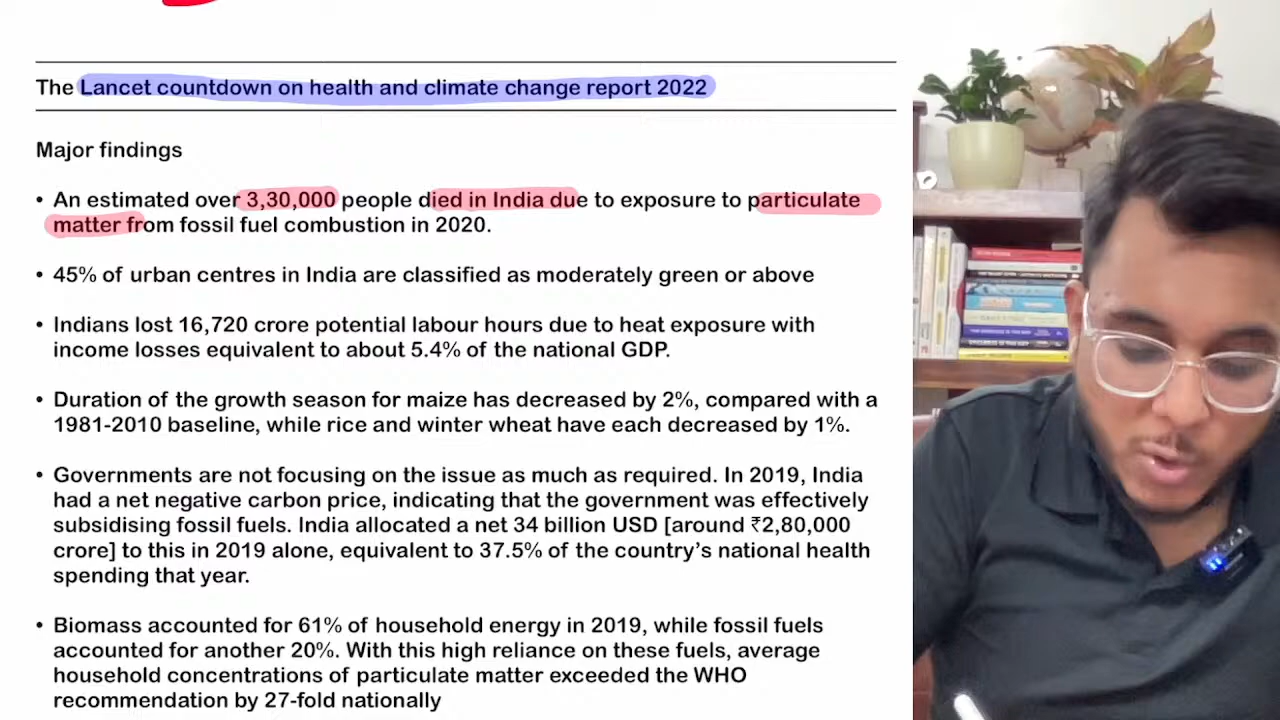 The Lancet countdown on health and climate change report 2022
Major findings
• An estimated over 3,30,000 people died in India due to exposure to particulate
matter from fossil fuel combustion in 2020.
• 45% of urban centres in India are classified as moderately green or above
• Indians lost 16,720 crore potential labour hours due to heat exposure with
income losses equivalent to about 5.4% of the national GDP.
• Duration of the growth season for maize has decreased by 2%, compared with a
1981-2010 baseline, while rice and winter wheat have each decreased by 1%.
• Governments are not focusing on the issue as much as required. In 2019, India
had a net negative carbon price, indicating that the government was effectively
subsidising fossil fuels. India allocated a net 34 billion USD [around ₹2,80,000
crore] to this in 2019 alone, equivalent to 37.5% of the country's national health
spending that year.
• Biomass accounted for 61% of household energy in 2019, while fossil fuels
accounted for another 20%. With this high reliance on these fuels, average
household concentrations of particulate matter exceeded the WHO
recommendation by 27-fold nationally